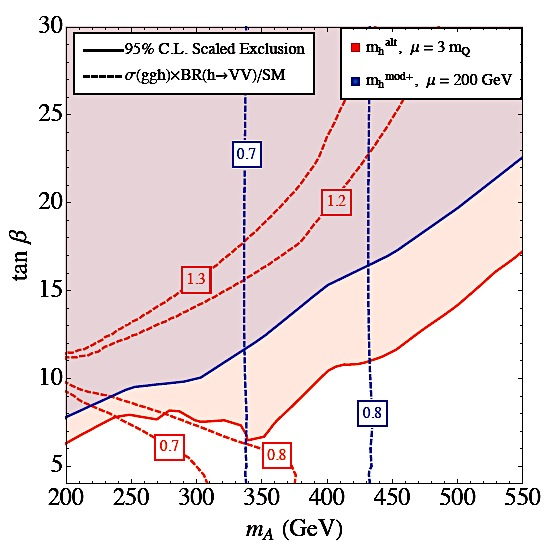 95% C.L. Scaled Exclusion
σ(ggh)×BR(h→VV)/SM
m_h^alt, μ = 3 m_Q
m_h^mod+, μ = 200 GeV
30
25
20
15
10
5
tan β
0.7
1.2
1.3
0.8
0.7
0.8
200 250 300 350 400 450 500 550
m_A (GeV)